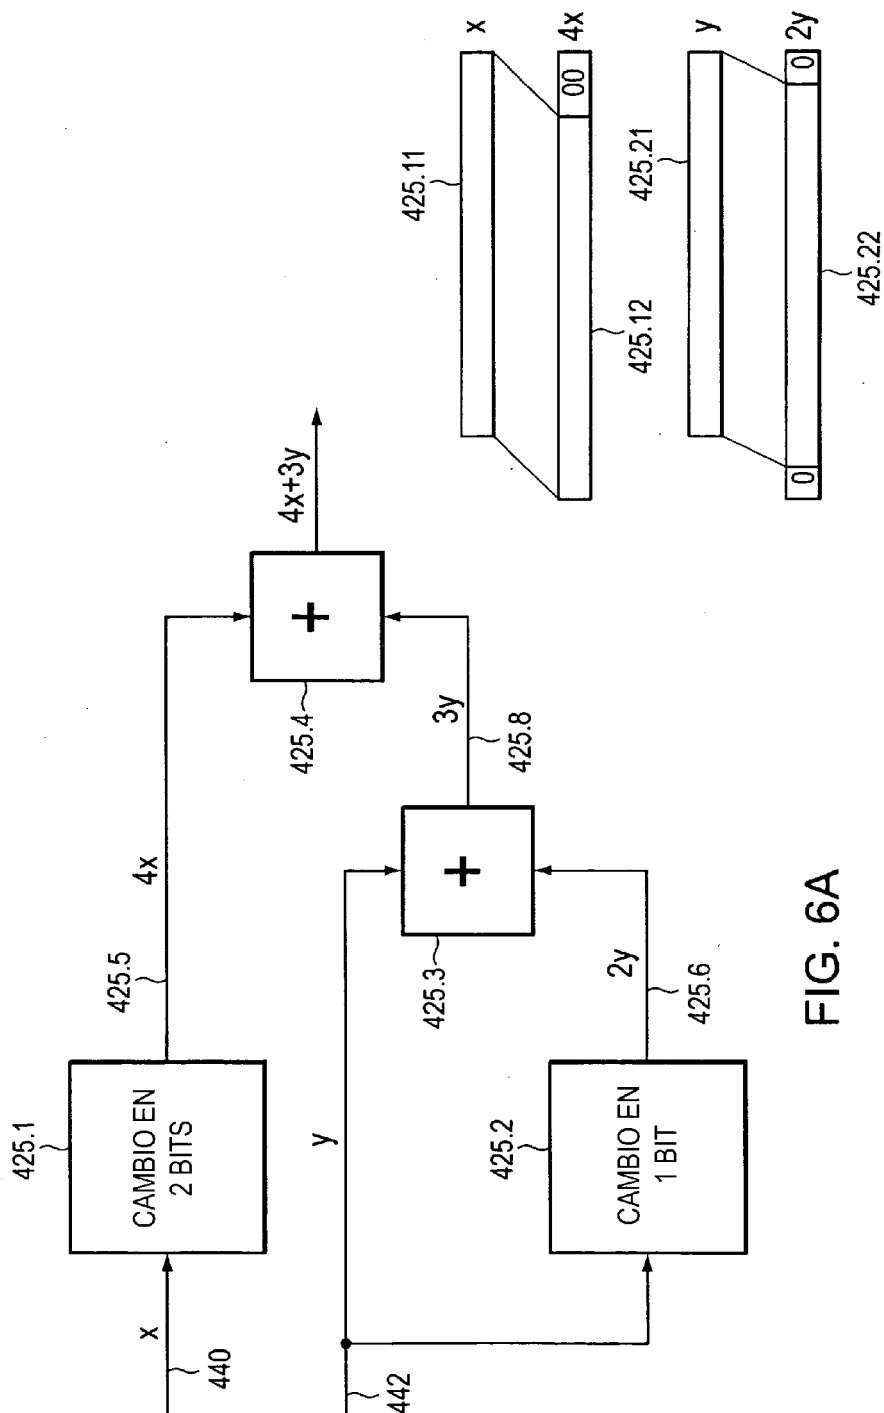 x
440
425.1
CAMBIO EN
2 BITS
425.5
4x
442
y
425.2
CAMBIO EN
1 BIT
2y
425.6
425.3
+
3y
425.8
425.4
+
4x+3y
425.11
x
425.12
00
4x
425.21
y
0
0
2y
425.22
FIG. 6A